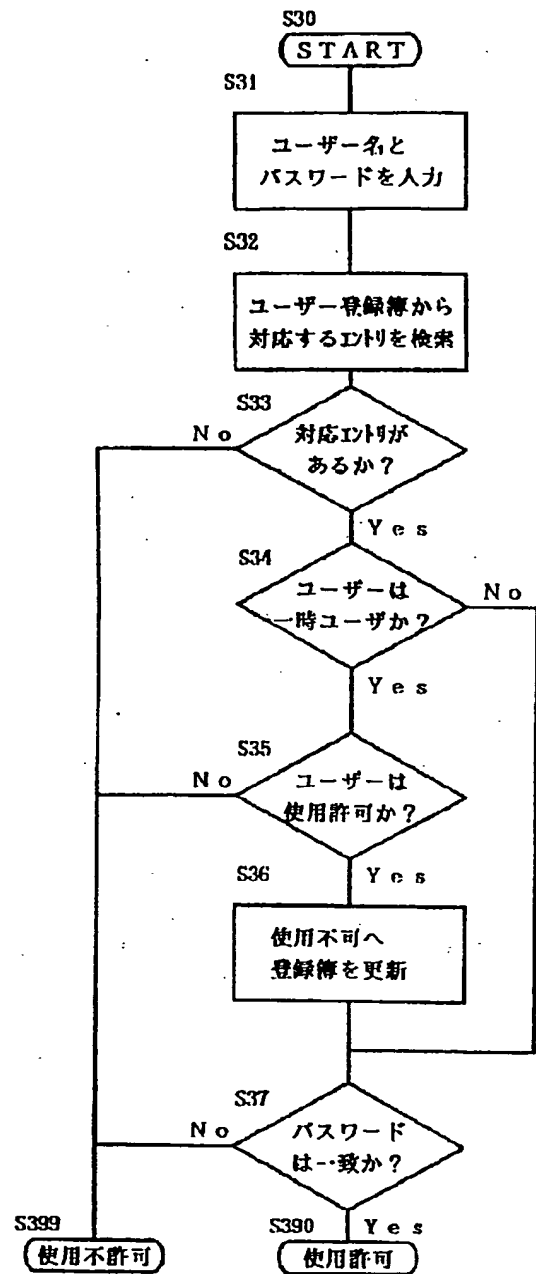 S30
START
S31
ユーザー名と
パスワードを入力
S32
ユーザー登録簿から
対応するエントリを検索
S33
No
対応エントリが
あるか？
Yes
S34
No
ユーザーは
一時ユーザか？
Yes
S35
No
ユーザーは
使用許可か？
S36
Yes
使用不可へ
登録簿を更新
S37
No
パスワード
は一致か？
S399
S390
Yes
使用不許可
使用許可